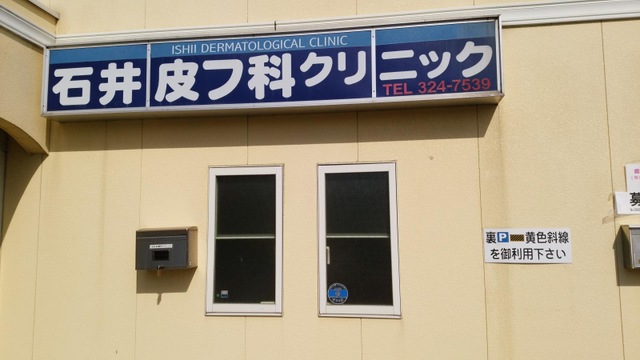 ISHII DERMATOLOGICAL CLINIC
石井皮フ科クリニック
TEL 324-7539
裏P黄色斜線
を御利用下さい
募